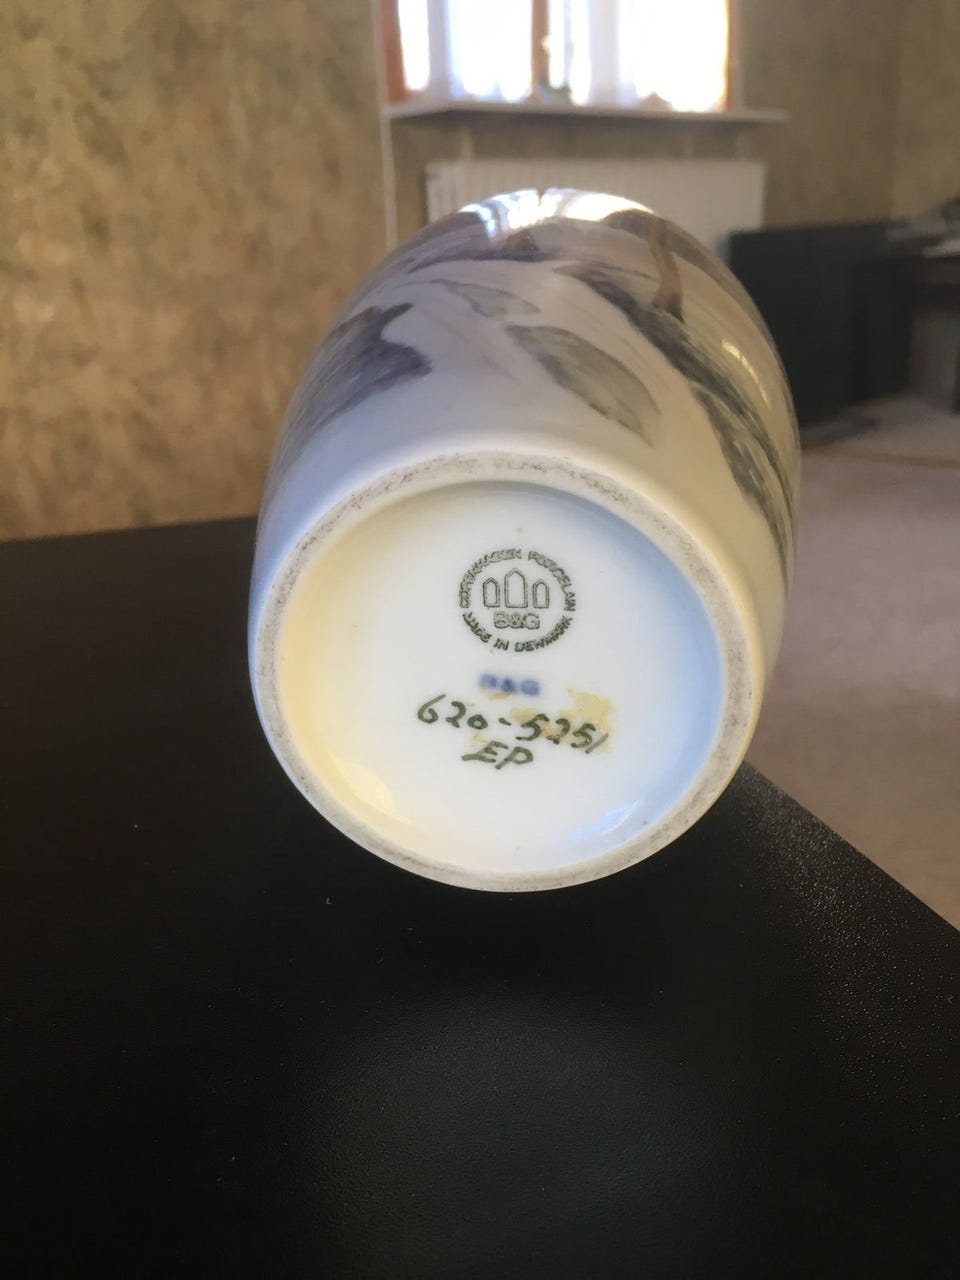 COPENHAGEN PORCELAIN
B&G
MADE IN DENMARK
B&G
620-5251
EP